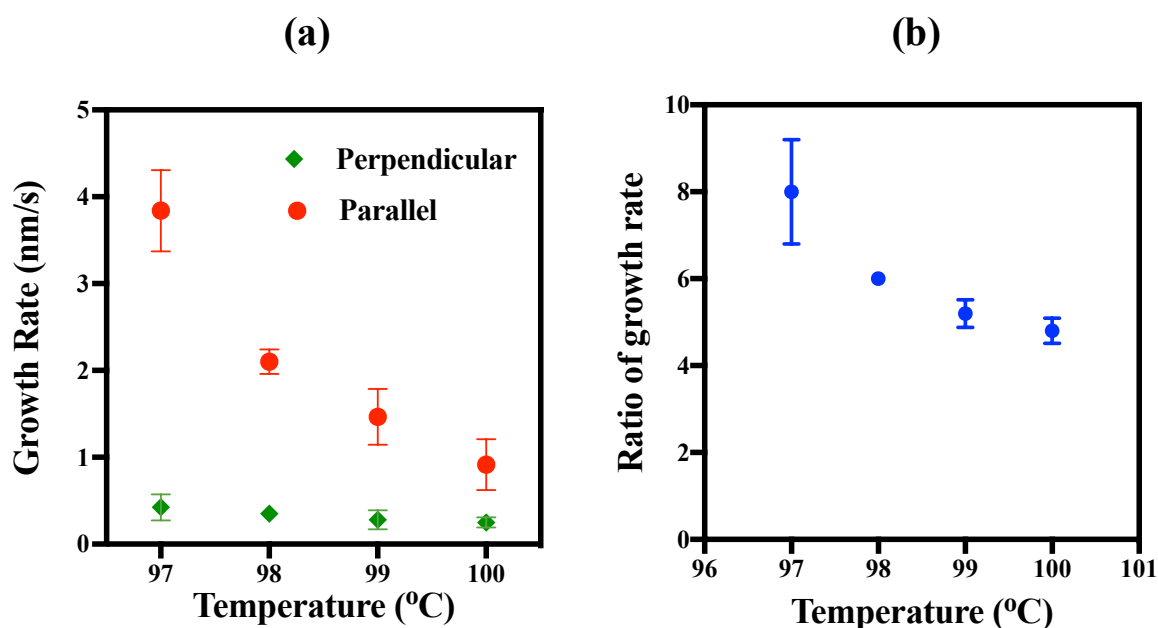 (a)
Growth Rate (nm/s)
5
4
3
2
1
0
Perpendicular
Parallel
97 98 99 100
Temperature (ºC)
(b)
Ratio of growth rate
10
8
6
4
2
0
96 97 98 99 100 101
Temperature (ºC)